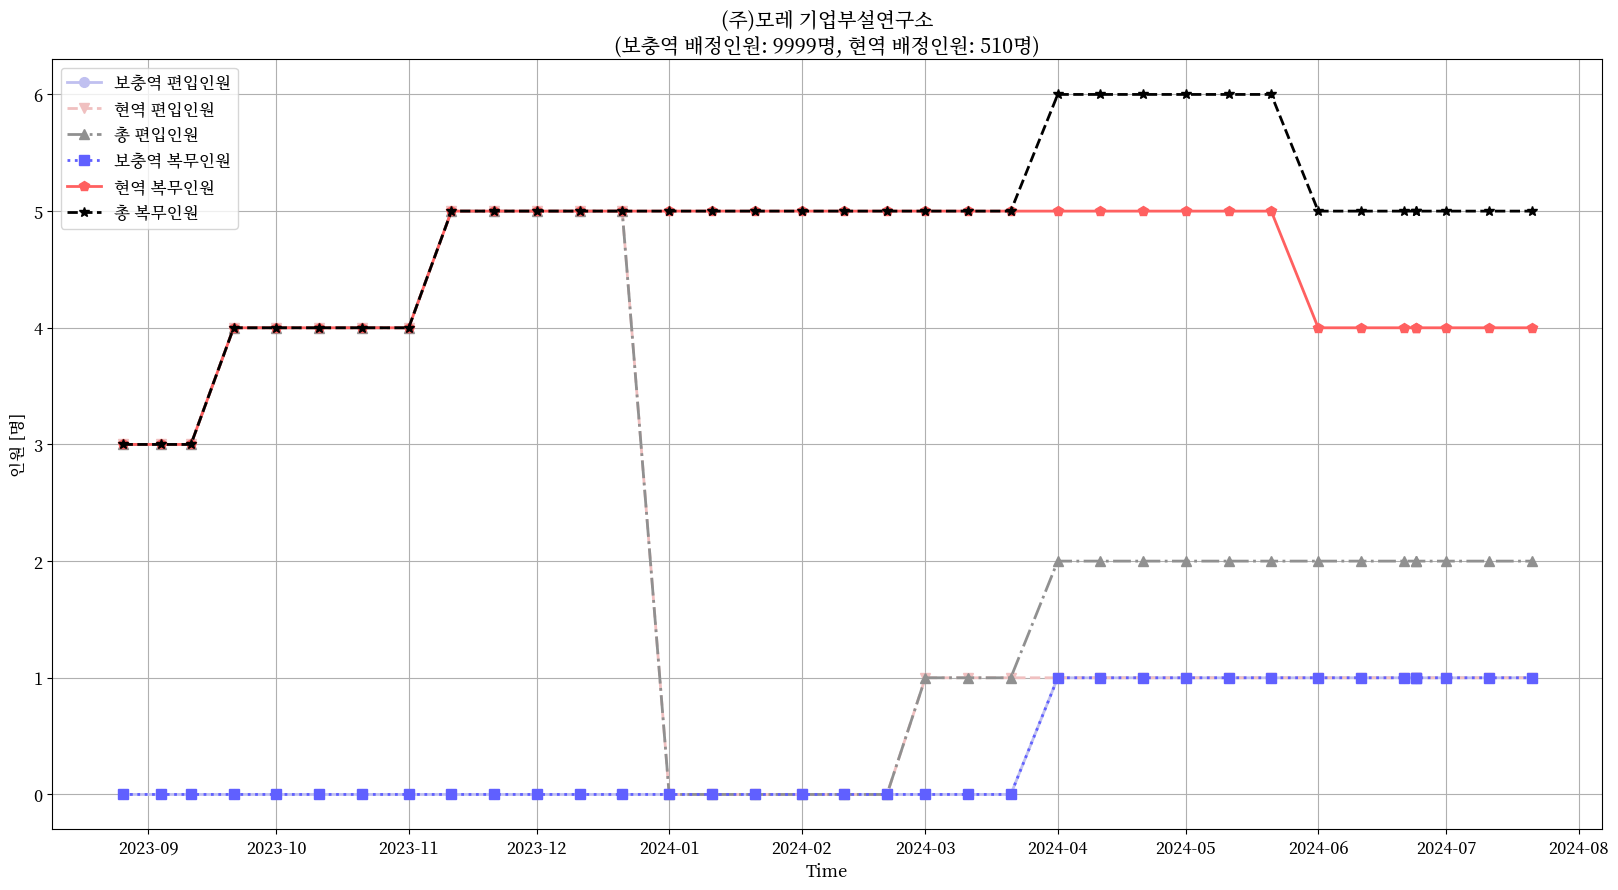 (주)모레 기업부설연구소
(보충역 배정인원: 9999명, 현역 배정인원: 510명)
보충역 편입인원
현역 편입인원
총 편입인원
보충역 복무인원
현역 복무인원
총 복무인원
인원 [명]
6
5
4
3
2
1
0
2023-09
2023-10
2023-11
2023-12
2024-01
2024-02
2024-03
2024-04
2024-05
2024-06
2024-07
2024-08
Time